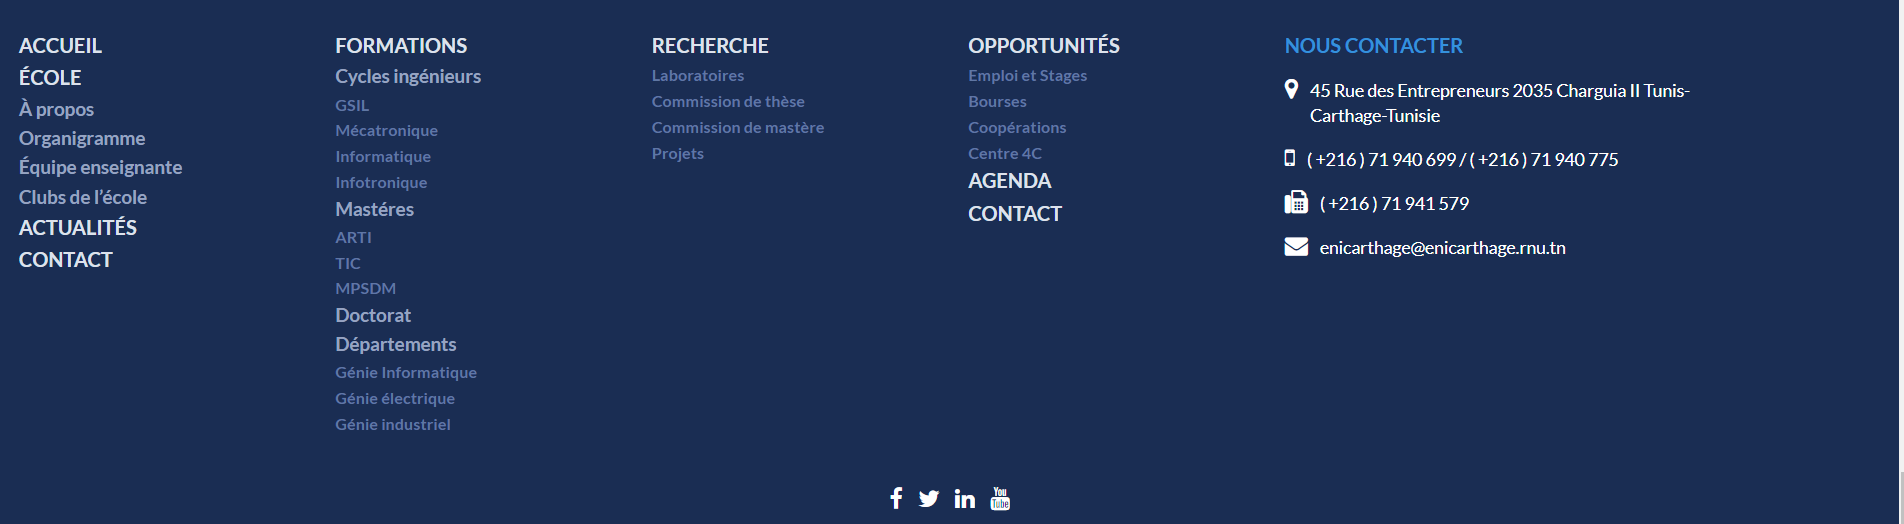 ACCUEIL
ÉCOLE
À propos
Organigramme
Équipe enseignante
Clubs de l’école
ACTUALITÉS
CONTACT
FORMATIONS
Cycles ingénieurs
GSIL
Mécatronique
Informatique
Infotronique
Mastéres
ARTI
TIC
MPSDM
Doctorat
Départements
Génie Informatique
Génie électrique
Génie industriel
RECHERCHE
Laboratoires
Commission de thèse
Commission de mastère
Projets
OPPORTUNITÉS
Emploi et Stages
Bourses
Coopérations
Centre 4C
AGENDA
CONTACT
NOUS CONTACTER
45 Rue des Entrepreneurs 2035 Charguia II Tunis-
Carthage-Tunisie
( +216 ) 71 940 699 / ( +216 ) 71 940 775
( +216 ) 71 941 579
enicarthage@enicarthage.rnu.tn
You
Tube